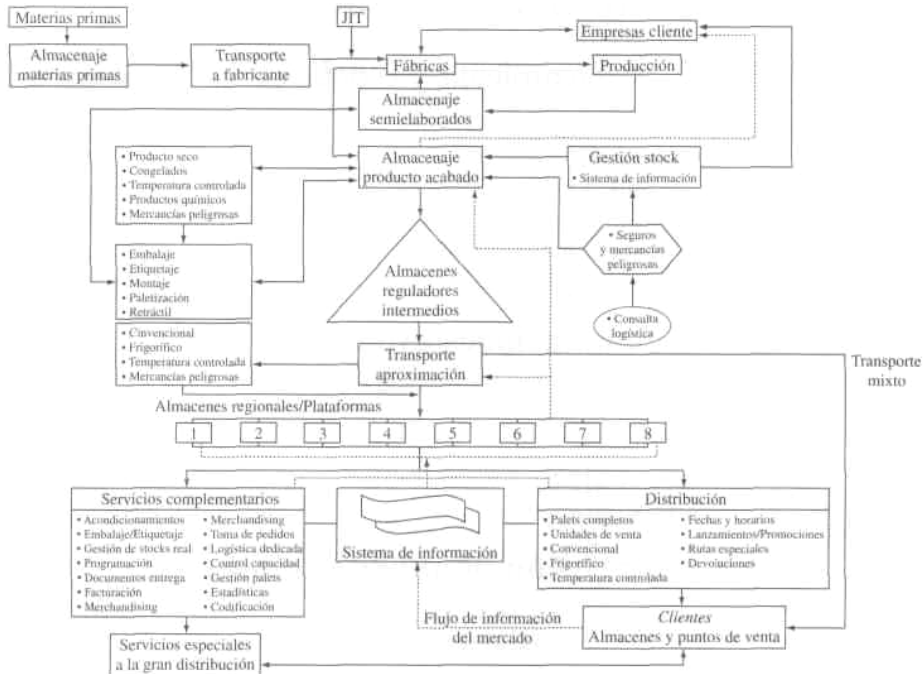 Materias primas
JIT
Empresas cliente
Almacenaje
materias primas
Transporte
a fabricante
Fábricas
Producción
Almacenaje
semielaborados
• Producto seco
• Congelados
• Temperatura controlada
• Productos químicos
• Mercancías peligrosas
Almacenaje
producto acabado
Gestión stock
• Sistema de información
• Embalaje
• Etiquetaje
• Montaje
• Paletización
• Retráctil
Almacenes
reguladores
intermedios
• Seguros
y mercancías
peligrosas
• Consulta
logística
• Cinvencional
• Frigorífico
• Temperatura controlada
• Mercancías peligrosas
Transporte
aproximación
Transporte
mixto
Almacenes regionales/Plataformas
1 2 3 4 5 6 7 8
Servicios complementarios
• Acondicionamientos
• Embalaje/Etiquetaje
• Gestión de stocks real
• Programación
• Documentos entrega
• Facturación
• Merchandising
• Merchandising
• Toma de pedidos
• Logística dedicada
• Control capacidad
• Gestión palets
• Estadísticas
• Codificación
Sistema de información
Distribución
• Palets completos
• Unidades de venta
• Convencional
• Frigorífico
• Temperatura controlada
• Fechas y horarios
• Lanzamientos/Promociones
• Rutas especiales
• Devoluciones
Flujo de información
del mercado
Clientes
Almacenes y puntos de venta
Servicios especiales
a la gran distribución